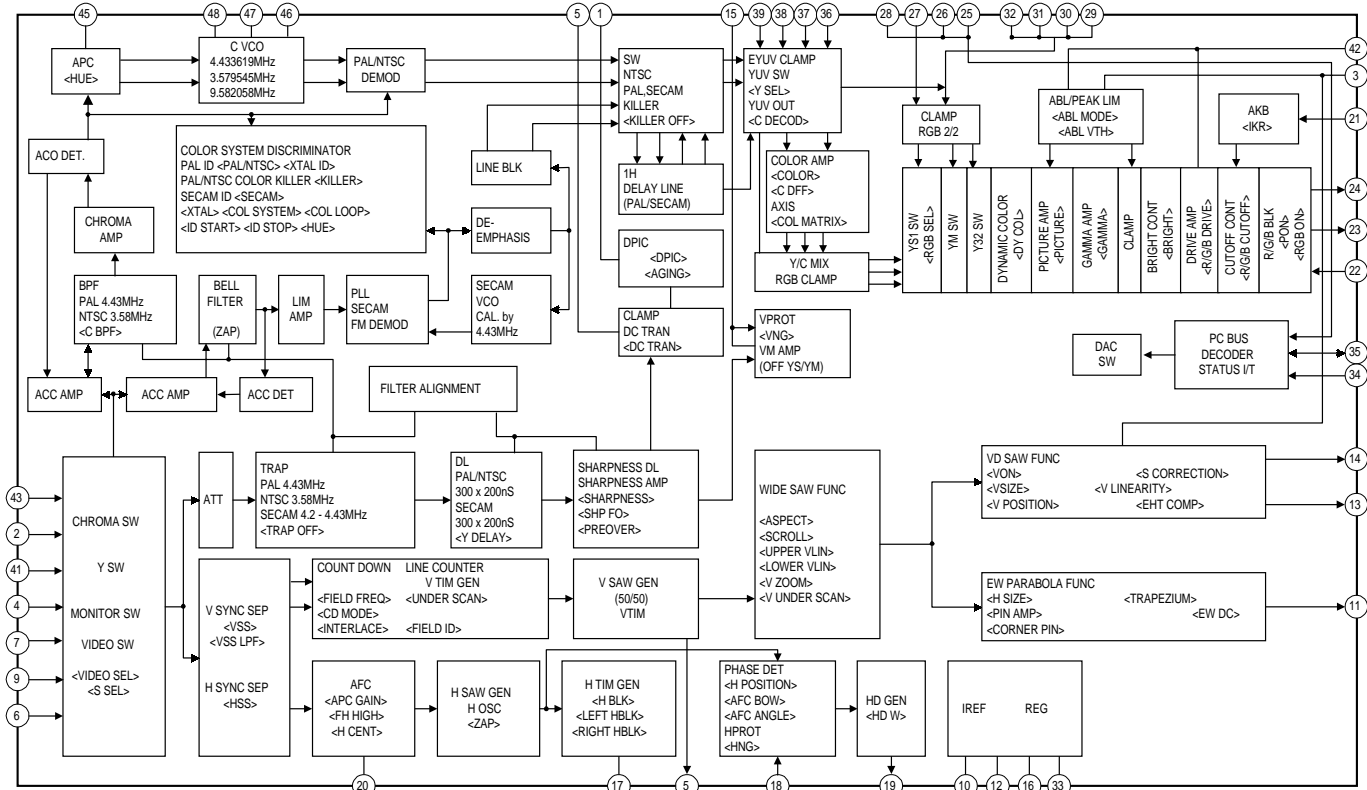 45
48
47
46
5
1
15
39
38
37
36
28
27
26
25
32
31
30
29
42
3
21
24
23
22
35
34
14
13
11
43
2
41
4
7
9
6
20
17
5
18
19
10
12
16
33
APC
<HUE>
C VCO
4.433619MHz
3.579545MHz
9.582058MHz
PAL/NTSC
DEMOD
SW
NTSC
PAL,SECAM
KILLER
<KILLER OFF>
EYUV CLAMP
YUV SW
<Y SEL>
YUV OUT
<C DECOD>
CLAMP
RGB 2/2
ABL/PEAK LIM
<ABL MODE>
<ABL VTH>
AKB
<IKR>
ACO DET.
COLOR SYSTEM DISCRIMINATOR
PAL ID <PAL/NTSC> <XTAL ID>
PAL/NTSC COLOR KILLER <KILLER>
SECAM ID <SECAM>
<XTAL> <COL SYSTEM> <COL LOOP>
<ID START> <ID STOP> <HUE>
LINE BLK
1H
DELAY LINE
(PAL/SECAM)
COLOR AMP
<COLOR>
<C DFF>
AXIS
<COL MATRIX>
CHROMA
AMP
DE-
EMPHASIS
DPIC
<DPIC>
<AGING>
Y/C MIX
RGB CLAMP
YS1 SW
<RGB SEL>
YM SW
Y32 SW
DYNAMIC COLOR
<DY COL>
PICTURE AMP
<PICTURE>
GAMMA AMP
<GAMMA>
CLAMP
BRIGHT CONT
<BRIGHT>
DRIVE AMP
<R/G/B DRIVE>
CUTOFF CONT
<R/G/B CUTOFF>
R/G/B BLK
<PON>
<RGB ON>
BPF
PAL 4.43MHz
NTSC 3.58MHz
<C BPF>
BELL
FILTER
(ZAP)
LIM
AMP
PLL
SECAM
FM DEMOD
SECAM
VCO
CAL. by
4.43MHz
CLAMP
DC TRAN
<DC TRAN>
VPROT
<VNG>
VM AMP
(OFF YS/YM)
DAC
SW
PC BUS
DECODER
STATUS I/T
ACC AMP
ACC AMP
ACC DET
FILTER ALIGNMENT
CHROMA SW
Y SW
MONITOR SW
VIDEO SW
<VIDEO SEL>
<S SEL>
ATT
TRAP
PAL 4.43MHz
NTSC 3.58MHz
SECAM 4.2 - 4.43MHz
<TRAP OFF>
DL
PAL/NTSC
300 x 200nS
SECAM
300 x 200nS
<Y DELAY>
SHARPNESS DL
SHARPNESS AMP
<SHARPNESS>
<SHP FO>
<PREOVER>
WIDE SAW FUNC
<ASPECT>
<SCROLL>
<UPPER VLIN>
<LOWER VLIN>
<V ZOOM>
<V UNDER SCAN>
VD SAW FUNC
<VON> <S CORRECTION>
<VSIZE> <V LINEARITY>
<V POSITION> <EHT COMP>
V SYNC SEP
<VSS>
<VSS LPF>
H SYNC SEP
<HSS>
COUNT DOWN LINE COUNTER
V TIM GEN
<FIELD FREQ> <UNDER SCAN>
<CD MODE>
<INTERLACE> <FIELD ID>
V SAW GEN
(50/50)
VTIM
EW PARABOLA FUNC
<H SIZE> <TRAPEZIUM>
<PIN AMP> <EW DC>
<CORNER PIN>
AFC
<APC GAIN>
<FH HIGH>
<H CENT>
H SAW GEN
H OSC
<ZAP>
H TIM GEN
<H BLK>
<LEFT HBLK>
<RIGHT HBLK>
PHASE DET
<H POSITION>
<AFC BOW>
<AFC ANGLE>
HPROT
<HNG>
HD GEN
<HD W>
IREF REG